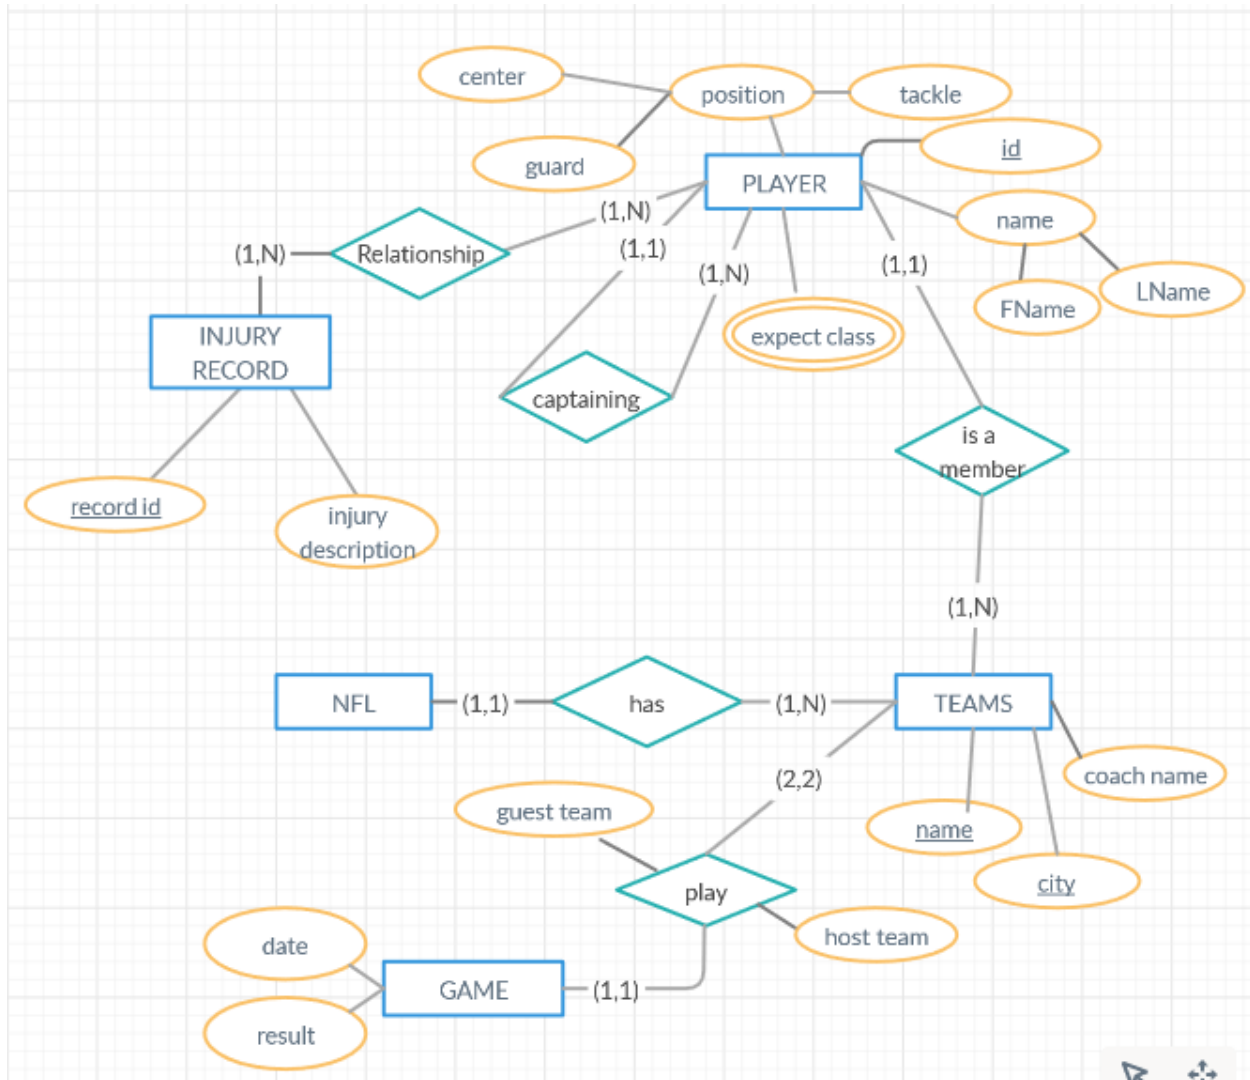 center
position
tackle
guard
id
PLAYER
name
(1,N)
(1,1)
(1,N)
Relationship
(1,N)
(1,1)
FName
LName
INJURY
RECORD
expect class
captaining
is a
member
record id
injury
description
(1,N)
NFL
(1,1)
has
(1,N)
TEAMS
(2,2)
coach name
guest team
name
city
play
host team
date
GAME
(1,1)
result